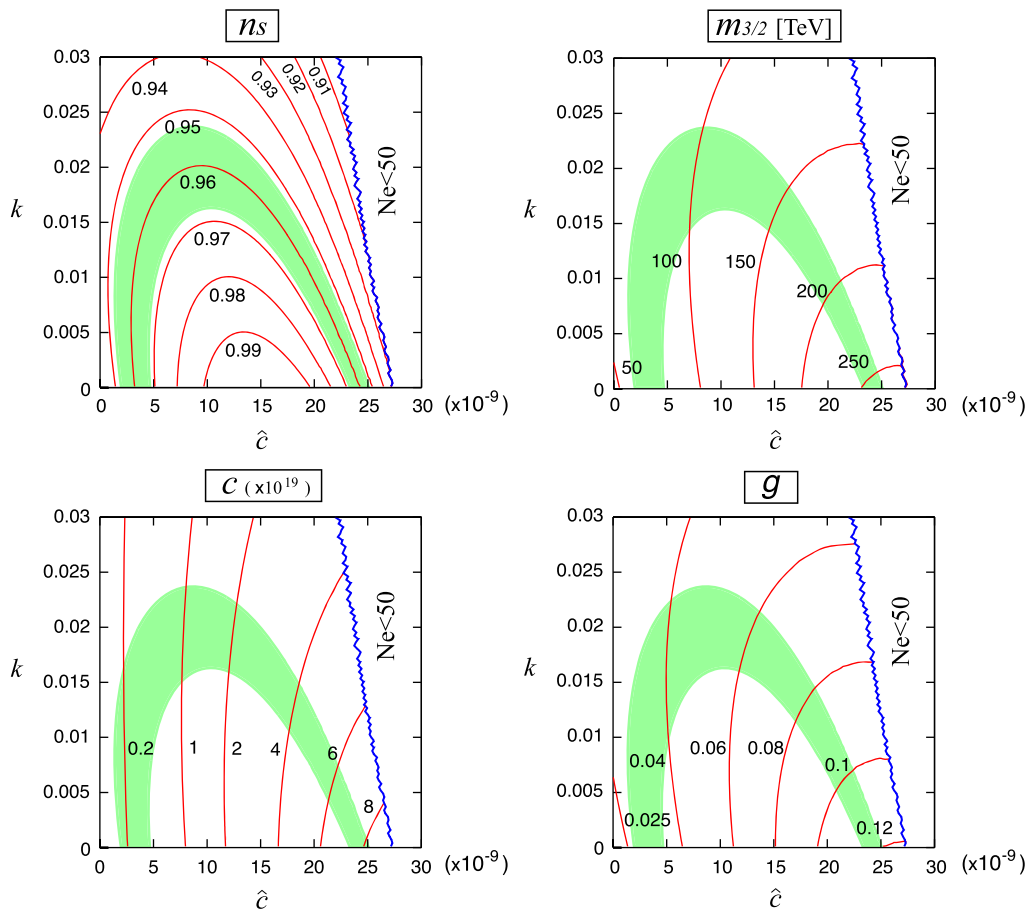 ns
0.03
0.025
0.02
0.015
0.01
0.005
0
k
0.94
0.93
0.92
0.91
0.95
0.96
0.97
0.98
0.99
Ne<50
0 5 10 15 20 25 30 (x10⁻⁹)
ĉ
m3/2 [TeV]
0.03
0.025
0.02
0.015
0.01
0.005
0
k
50
100
150
200
250
Ne<50
0 5 10 15 20 25 30 (x10⁻⁹)
ĉ
c (x10¹⁹)
0.03
0.025
0.02
0.015
0.01
0.005
0
k
0.2
1
2
4
6
8
Ne<50
0 5 10 15 20 25 30 (x10⁻⁹)
ĉ
g
0.03
0.025
0.02
0.015
0.01
0.005
0
k
0.025
0.04
0.06
0.08
0.1
0.12
Ne<50
0 5 10 15 20 25 30 (x10⁻⁹)
ĉ